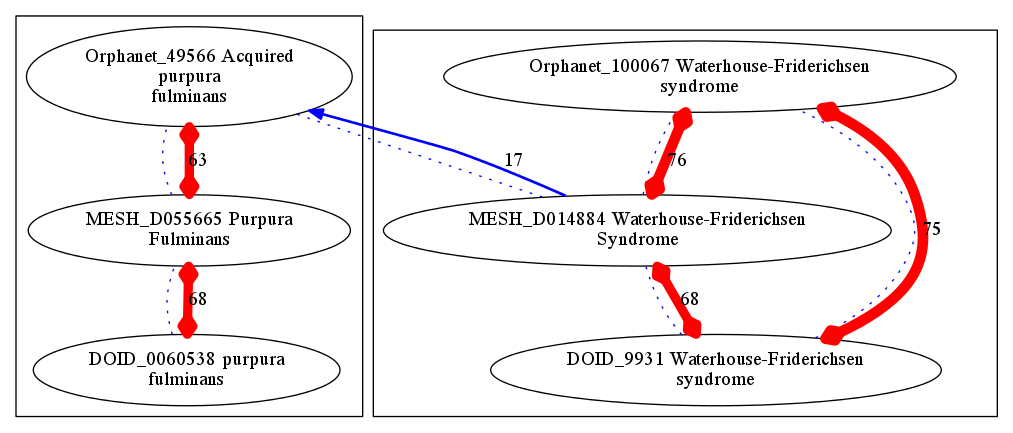 Orphanet_49566 Acquired
purpura
fulminans
63
MESH_D055665 Purpura
Fulminans
68
DOID_0060538 purpura
fulminans
17
Orphanet_100067 Waterhouse-Friderichsen
syndrome
76
MESH_D014884 Waterhouse-Friderichsen
Syndrome
75
68
DOID_9931 Waterhouse-Friderichsen
syndrome